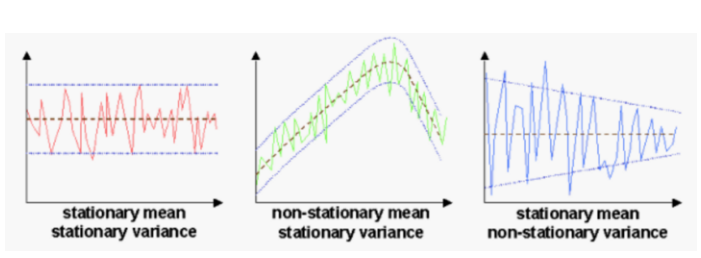 stationary mean
stationary variance
non-stationary mean
stationary variance
stationary mean
non-stationary variance